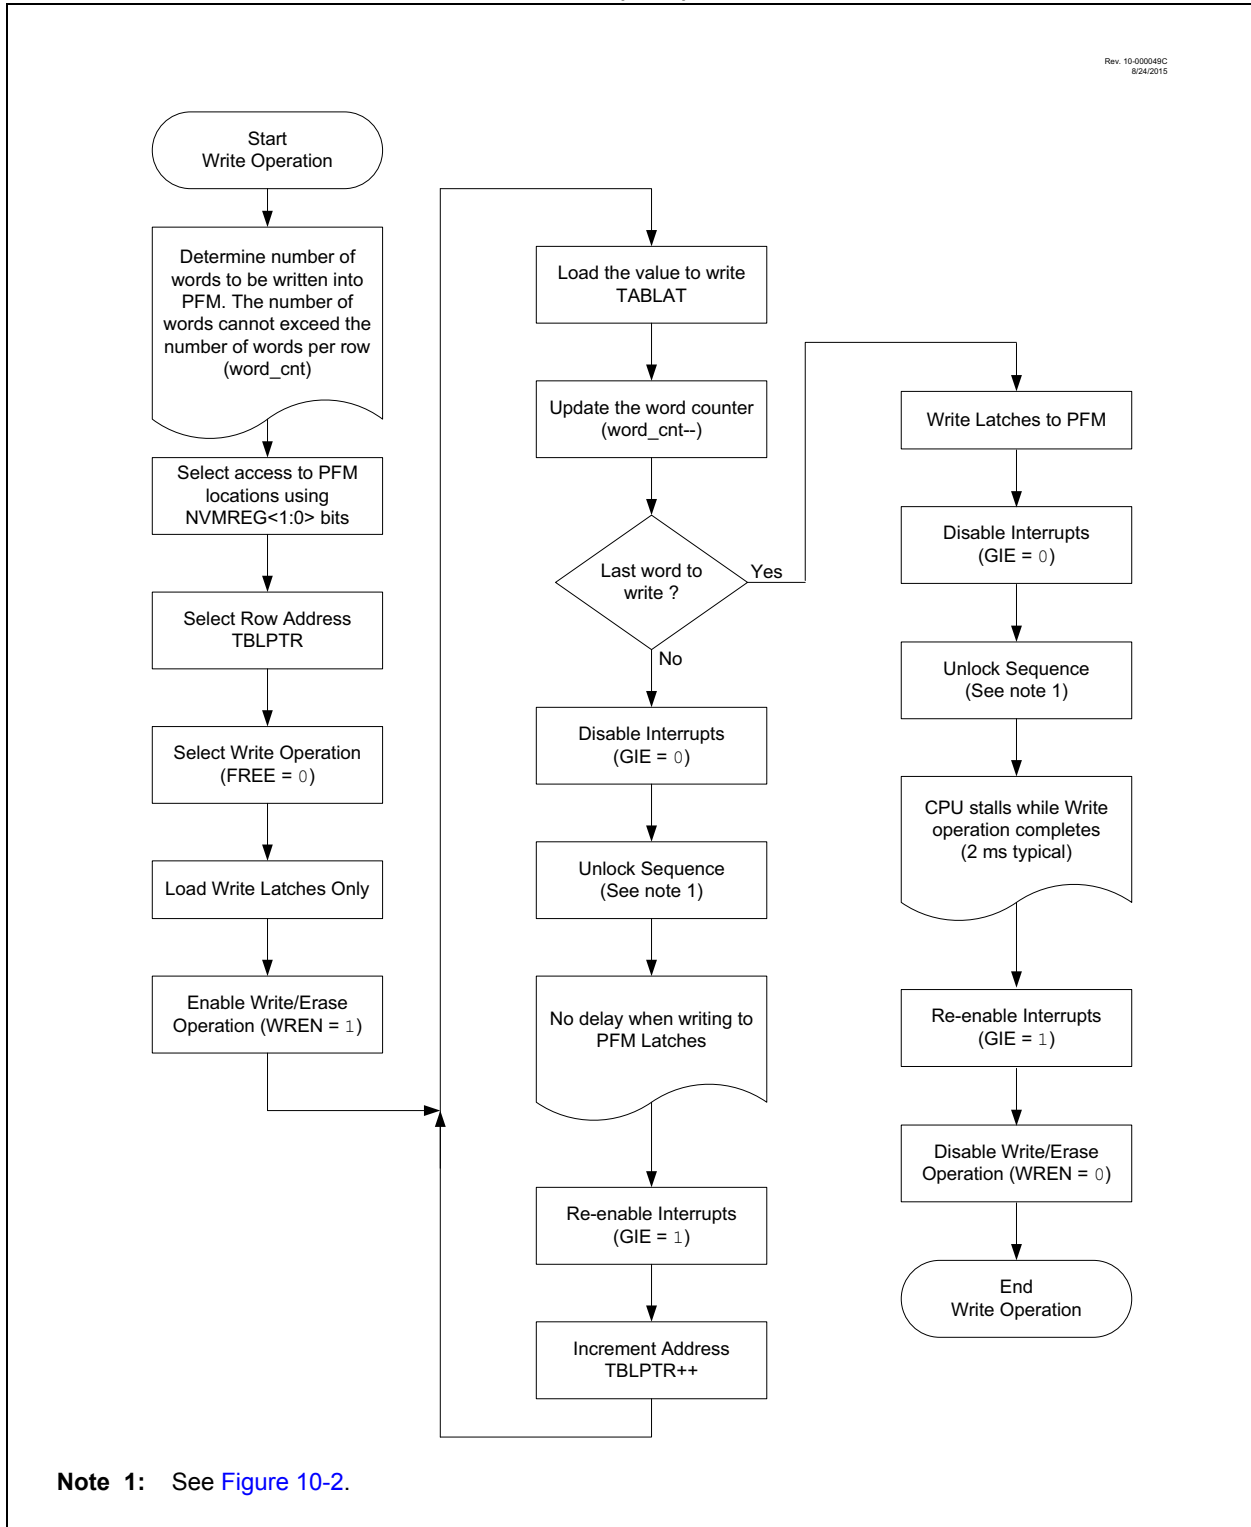 Rev. 10-000049C
8/24/2015
Start
Write Operation
Determine number of
words to be written into
PFM. The number of
words cannot exceed the
number of words per row
(word_cnt)
Select access to PFM
locations using
NVMREG<1:0> bits
Select Row Address
TBLPTR
Select Write Operation
(FREE = 0)
Load Write Latches Only
Enable Write/Erase
Operation (WREN = 1)
Load the value to write
TABLAT
Update the word counter
(word_cnt--)
Last word to
write ?
Yes
No
Disable Interrupts
(GIE = 0)
Unlock Sequence
(See note 1)
No delay when writing to
PFM Latches
Re-enable Interrupts
(GIE = 1)
Increment Address
TBLPTR++
Write Latches to PFM
Disable Interrupts
(GIE = 0)
Unlock Sequence
(See note 1)
CPU stalls while Write
operation completes
(2 ms typical)
Re-enable Interrupts
(GIE = 1)
Disable Write/Erase
Operation (WREN = 0)
End
Write Operation
Note 1: See Figure 10-2.